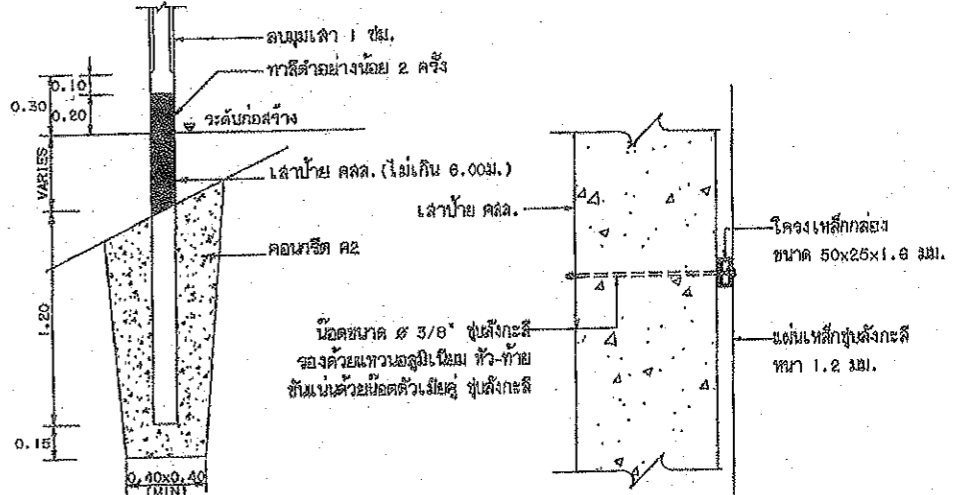 ลบมุมเสา 1 ซม.
ทาสีดำอย่างน้อย 2 ครั้ง
0.10
0.30
0.20
ระดับก่อสร้าง
VARIES
เสาป้าย คสล. (ไม่เกิน 6.00ม.)
คอนกรีต ค2
1.20
0.15
0.40x0.40
(MIN)
เสาป้าย คสล.
โครงเหล็กกล่อง
ขนาด 50x25x1.6 มม.
น๊อตขนาด ø 3/8" ชุบสังกะสี
รองด้วยแหวนอลูมิเนียม หัว-ท้าย
ขันแน่นด้วยน๊อตตัวเมียคู่ ชุบสังกะสี
แผ่นเหล็กชุบสังกะสี
หนา 1.2 มม.